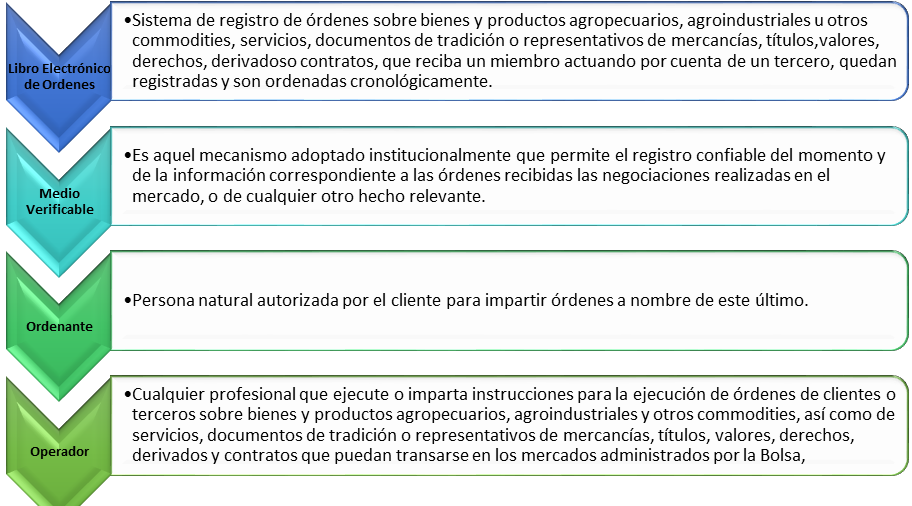 Libro Electrónico
de Ordenes
•Sistema de registro de órdenes sobre bienes y productos agropecuarios, agroindustriales u otros
commodities, servicios, documentos de tradición o representativos de mercancías, títulos,valores,
derechos, derivadoso contratos, que reciba un miembro actuando por cuenta de un tercero, quedan
registradas y son ordenadas cronológicamente.
Medio
Verificable
•Es aquel mecanismo adoptado institucionalmente que permite el registro confiable del momento y
de la información correspondiente a las órdenes recibidas las negociaciones realizadas en el
mercado, o de cualquier otro hecho relevante.
Ordenante
•Persona natural autorizada por el cliente para impartir órdenes a nombre de este último.
Operador
•Cualquier profesional que ejecute o imparta instrucciones para la ejecución de órdenes de clientes o
terceros sobre bienes y productos agropecuarios, agroindustriales y otros commodities, así como de
servicios, documentos de tradición o representativos de mercancías, títulos, valores, derechos,
derivados y contratos que puedan transarse en los mercados administrados por la Bolsa,